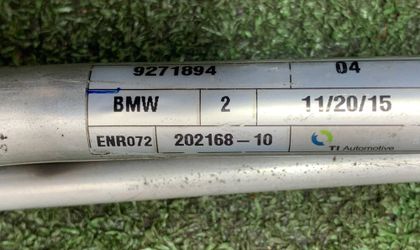 9271894 04
BMW 2 11/20/15
ENR072 202168-10 TI Automotive